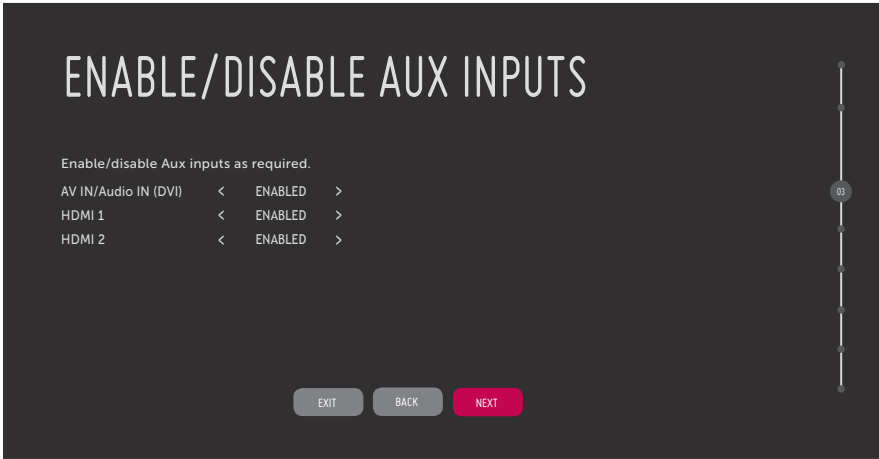 ENABLE/DISABLE AUX INPUTS
Enable/disable Aux inputs as required.
AV IN/Audio IN (DVI) < ENABLED >
HDMI 1 < ENABLED >
HDMI 2 < ENABLED >
03
EXIT BACK NEXT